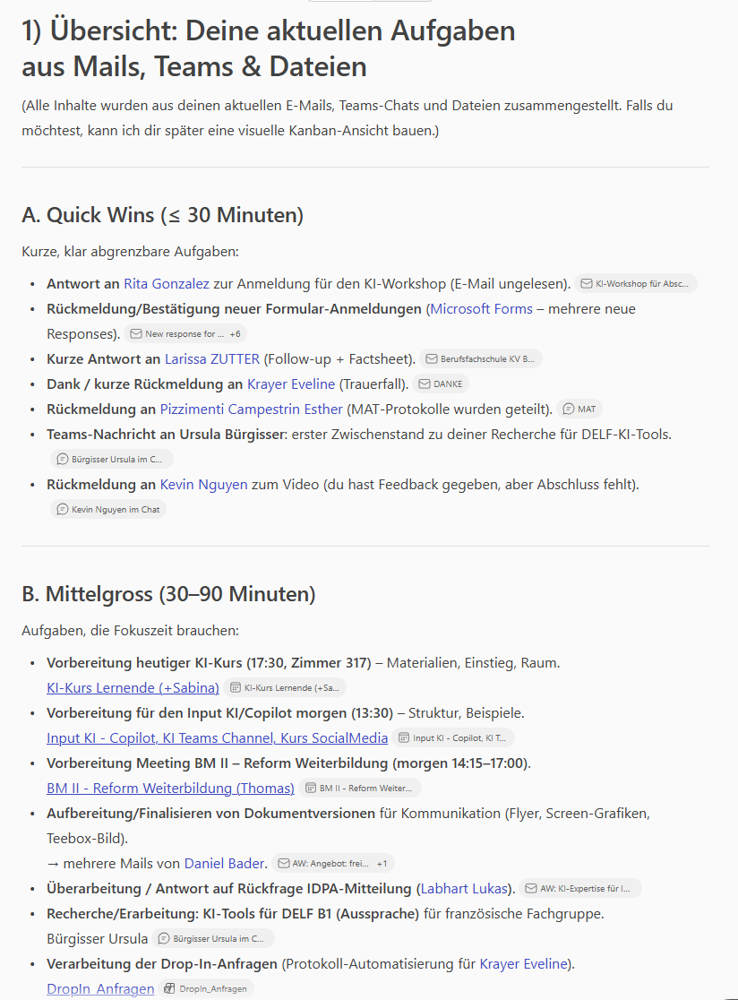 1) Übersicht: Deine aktuellen Aufgaben
aus Mails, Teams & Dateien
(Alle Inhalte wurden aus deinen aktuellen E-Mails, Teams-Chats und Dateien zusammengestellt. Falls du
möchtest, kann ich dir später eine visuelle Kanban-Ansicht bauen.)
A. Quick Wins (≤ 30 Minuten)
Kurze, klar abgrenzbare Aufgaben:
• Antwort an Rita Gonzalez zur Anmeldung für den KI-Workshop (E-Mail ungelesen). KI-Workshop für Absc...
• Rückmeldung/Bestätigung neuer Formular-Anmeldungen (Microsoft Forms – mehrere neue
Responses). New response for ... +6
• Kurze Antwort an Larissa ZUTTER (Follow-up + Factsheet). Berufsfachschule KV B...
• Dank / kurze Rückmeldung an Krayer Eveline (Trauerfall). DANKE
• Rückmeldung an Pizzimenti Campestrin Esther (MAT-Protokolle wurden geteilt). MAT
• Teams-Nachricht an Ursula Bürgisser: erster Zwischenstand zu deiner Recherche für DELF-KI-Tools.
Bürgisser Ursula im C...
• Rückmeldung an Kevin Nguyen zum Video (du hast Feedback gegeben, aber Abschluss fehlt).
Kevin Nguyen im Chat
B. Mittelgross (30–90 Minuten)
Aufgaben, die Fokuszeit brauchen:
• Vorbereitung heutiger KI-Kurs (17:30, Zimmer 317) – Materialien, Einstieg, Raum.
KI-Kurs Lernende (+Sabina) KI-Kurs Lernende (+Sa...
• Vorbereitung für den Input KI/Copilot morgen (13:30) – Struktur, Beispiele.
Input KI - Copilot, KI Teams Channel, Kurs SocialMedia Input KI - Copilot, KI T...
• Vorbereitung Meeting BM II – Reform Weiterbildung (morgen 14:15–17:00).
BM II - Reform Weiterbildung (Thomas) BM II - Reform Weiter...
• Aufbereitung/Finalisieren von Dokumentversionen für Kommunikation (Flyer, Screen-Grafiken,
Teebox-Bild).
→ mehrere Mails von Daniel Bader. AW: Angebot: frei... +1
• Überarbeitung / Antwort auf Rückfrage IDPA-Mitteilung (Labhart Lukas). AW: KI-Expertise für I...
• Recherche/Erarbeitung: KI-Tools für DELF B1 (Aussprache) für französische Fachgruppe.
Bürgisser Ursula Bürgisser Ursula im C...
• Verarbeitung der Drop-In-Anfragen (Protokoll-Automatisierung für Krayer Eveline).
DropIn_Anfragen DropIn_Anfragen